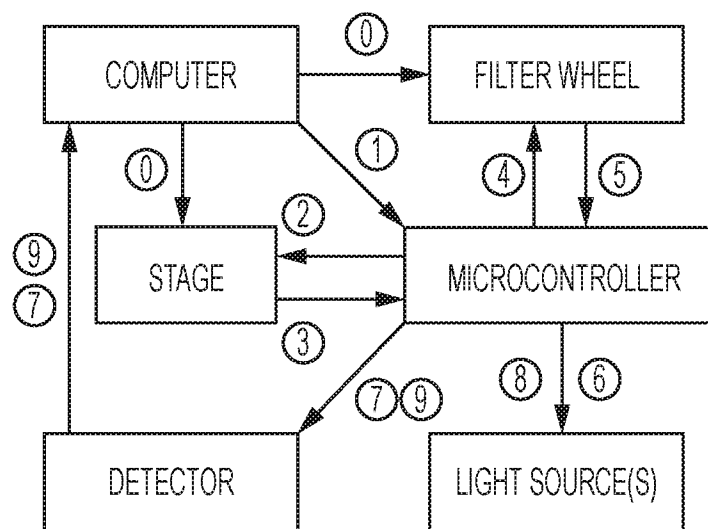 0
COMPUTER
FILTER WHEEL
0
1
4
5
2
9
STAGE
MICROCONTROLLER
7
3
7 9
8
6
DETECTOR
LIGHT SOURCE(S)